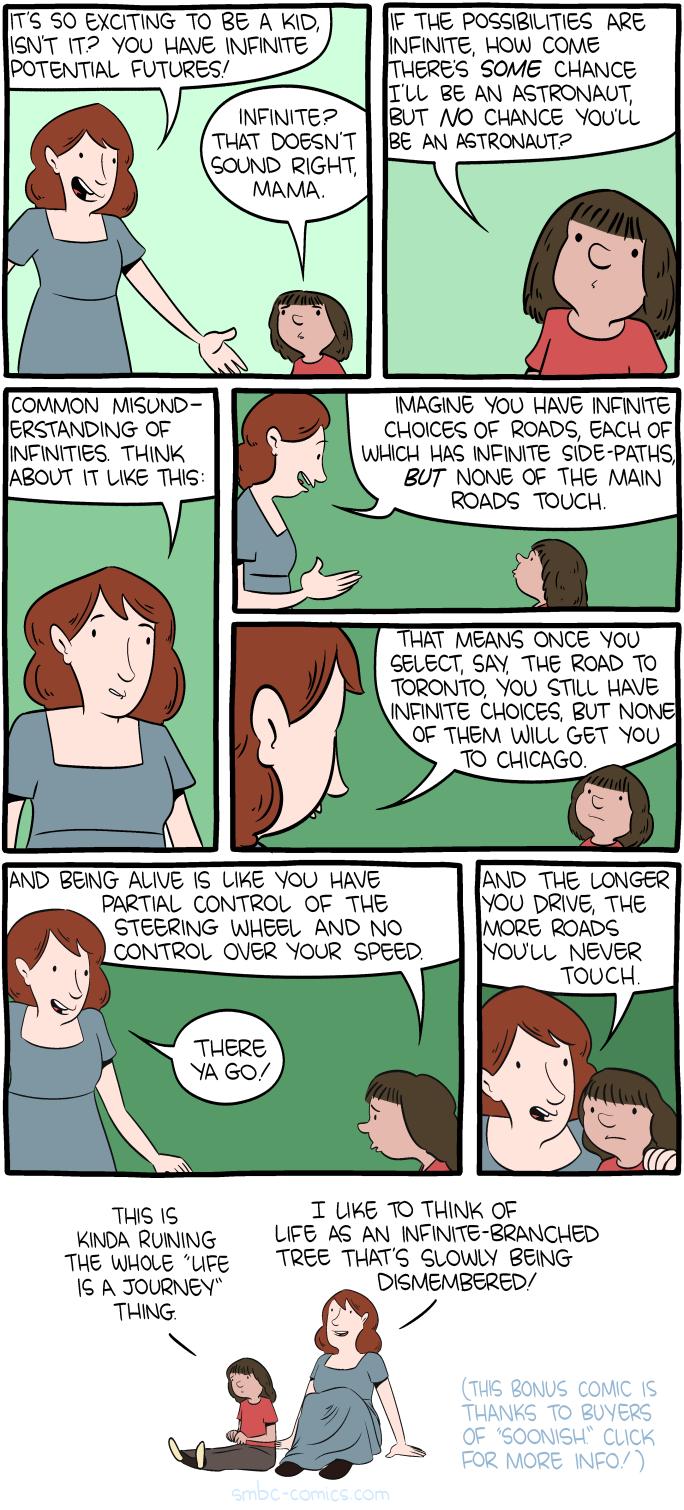 IT'S SO EXCITING TO BE A KID,
ISN'T IT? YOU HAVE INFINITE
POTENTIAL FUTURES!
INFINITE?
THAT DOESN'T
SOUND RIGHT,
MAMA.
IF THE POSSIBILITIES ARE
INFINITE, HOW COME
THERE'S SOME CHANCE
I'LL BE AN ASTRONAUT,
BUT NO CHANCE YOU'LL
BE AN ASTRONAUT?
COMMON MISUND-
ERSTANDING OF
INFINITIES. THINK
ABOUT IT LIKE THIS:
IMAGINE YOU HAVE INFINITE
CHOICES OF ROADS, EACH OF
WHICH HAS INFINITE SIDE-PATHS,
BUT NONE OF THE MAIN
ROADS TOUCH.
THAT MEANS ONCE YOU
SELECT, SAY, THE ROAD TO
TORONTO, YOU STILL HAVE
INFINITE CHOICES, BUT NONE
OF THEM WILL GET YOU
TO CHICAGO.
AND BEING ALIVE IS LIKE YOU HAVE
PARTIAL CONTROL OF THE
STEERING WHEEL AND NO
CONTROL OVER YOUR SPEED.
THERE
YA GO!
AND THE LONGER
YOU DRIVE, THE
MORE ROADS
YOU'LL NEVER
TOUCH.
THIS IS
KINDA RUINING
THE WHOLE "LIFE
IS A JOURNEY"
THING.
I LIKE TO THINK OF
LIFE AS AN INFINITE-BRANCHED
TREE THAT'S SLOWLY BEING
DISMEMBERED!
(THIS BONUS COMIC IS
THANKS TO BUYERS
OF "SOONISH." CLICK
FOR MORE INFO!)
smbc-comics.com